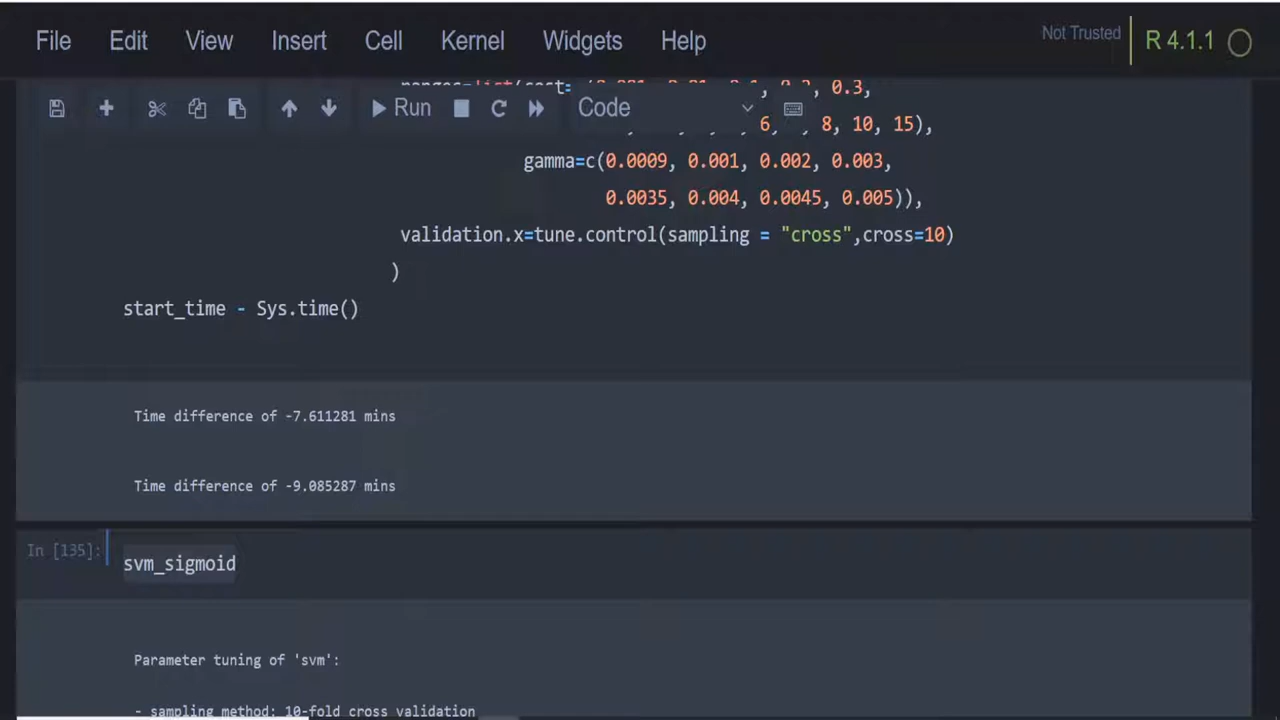 File Edit View Insert Cell Kernel Widgets Help Not Trusted R 4.1.1
0.3,
Run Code
6, 8, 10, 15),
gamma=c(0.0009, 0.001, 0.002, 0.003,
0.0035, 0.004, 0.0045, 0.005)),
validation.x=tune.control(sampling = "cross",cross=10)
)
start_time - Sys.time()
Time difference of -7.611281 mins
Time difference of -9.085287 mins
In [135]:
svm_sigmoid
Parameter tuning of 'svm':
- sampling method: 10-fold cross validation